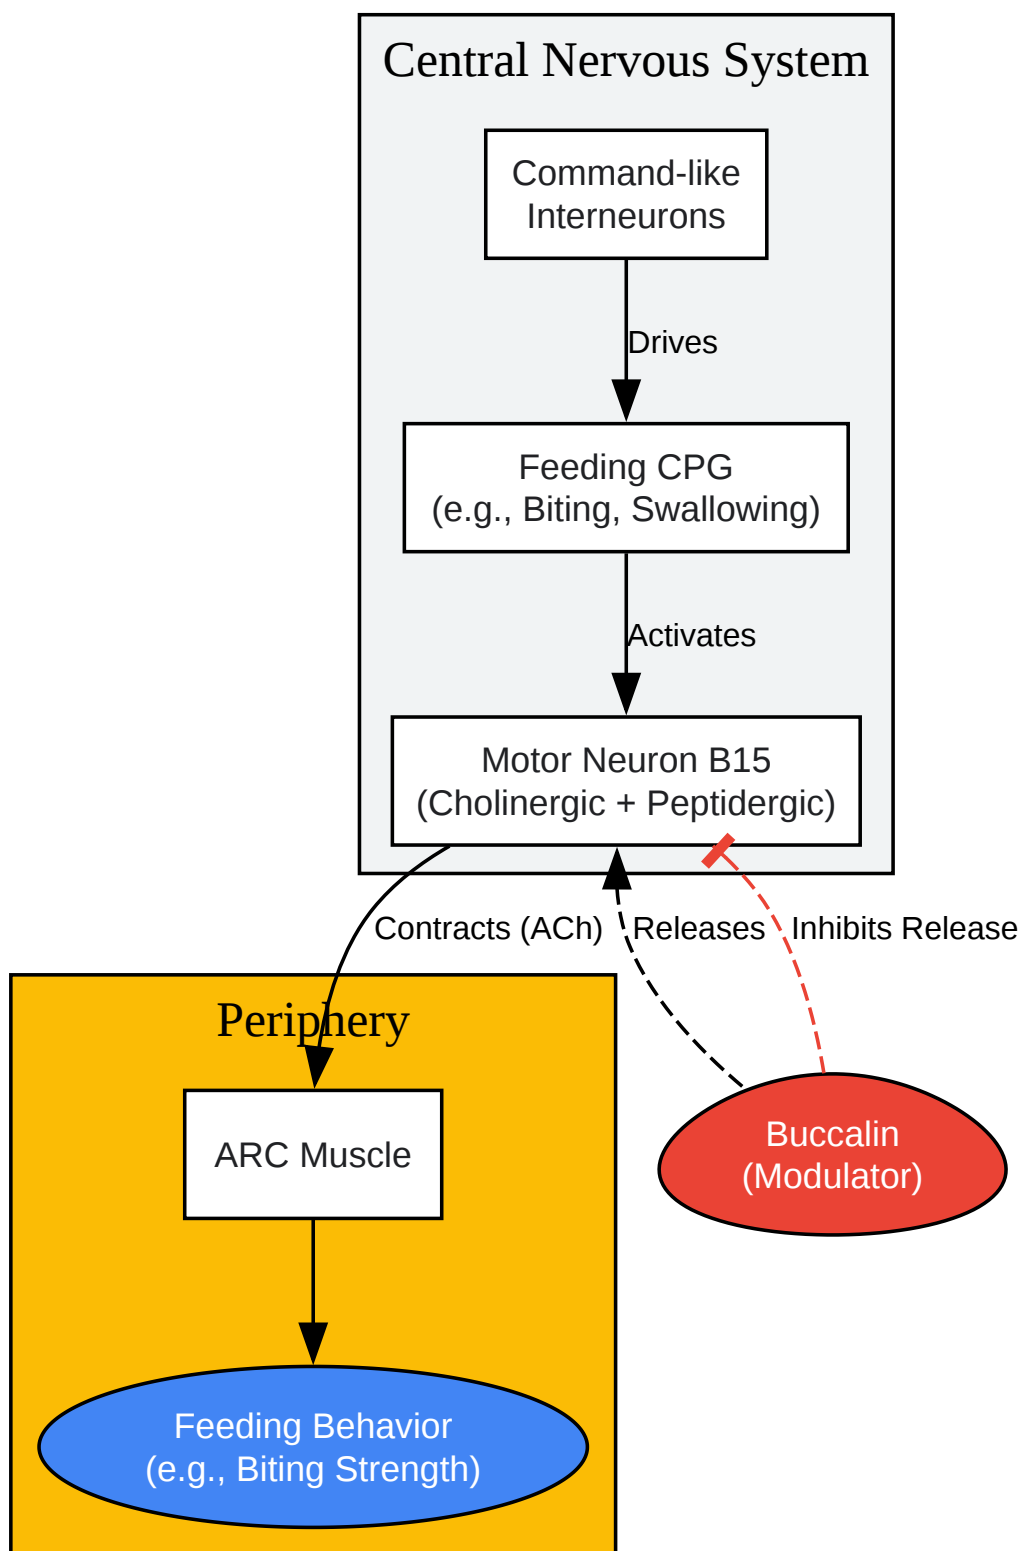 Central Nervous System
Command-like
Interneurons
Drives
Feeding CPG
(e.g., Biting, Swallowing)
Activates
Motor Neuron B15
(Cholinergic + Peptidergic)
Contracts (ACh)
Releases
Inhibits Release
Periphery
ARC Muscle
Buccalin
(Modulator)
Feeding Behavior
(e.g., Biting Strength)